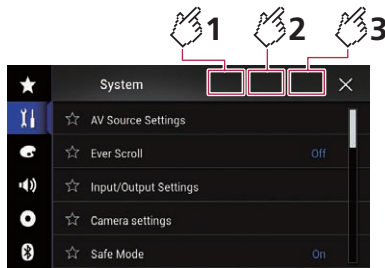 1 2 3
System
AV Source Settings
Ever Scroll Off
Input/Output Settings
Camera settings
Safe Mode On